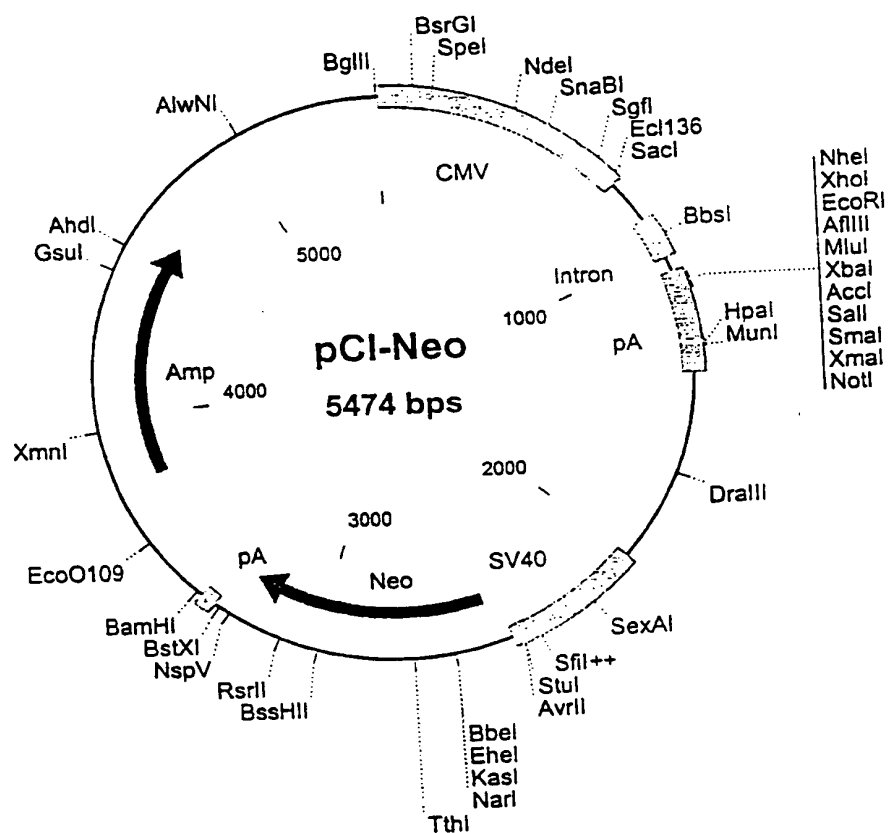 BsrGI
SpeI
BglII
NdeI
SnaBI
SgfI
Ecl136
SacI
AlwNI
CMV
NheI
XhoI
EcoRI
AflIII
MluI
XbaI
AccI
SalI
SmaI
XmaI
NotI
BbsI
AhdI
GsuI
5000
Intron
1000
HpaI
MunI
pA
pCI-Neo
5474 bps
Amp
4000
XmnI
2000
DraIII
3000
pA
SV40
Neo
EcoO109
BamHI
BstXI
NspV
SexAI
SfiI++
StuI
AvrII
RsrII
BssHII
BbeI
EheI
KasI
NarI
TthI